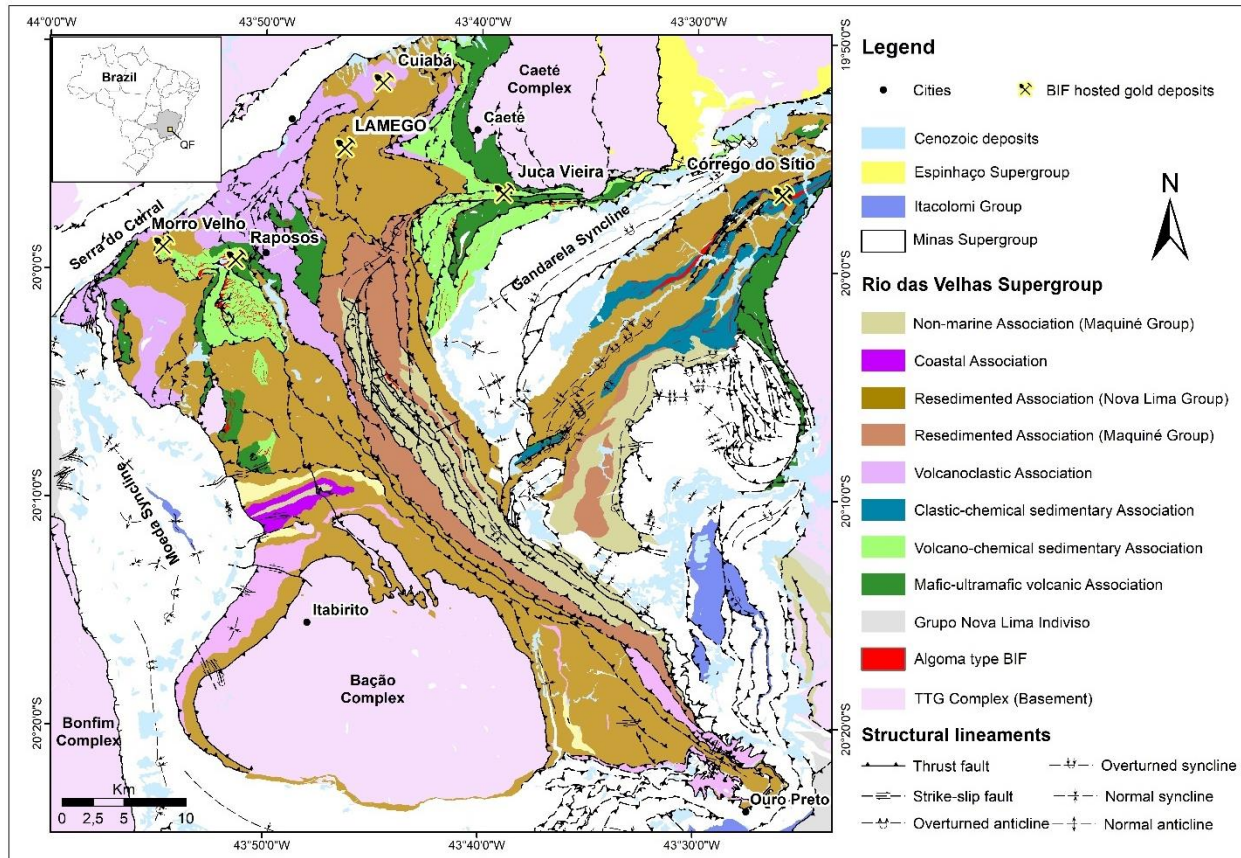 44°0'0"W 43°50'0"W 43°40'0"W 43°30'0"W
19°50'0"S
20°0'0"S
20°0'0"S
20°10'0"S
20°10'0"S
20°20'0"S
20°20'0"S
43°50'0"W 43°40'0"W 43°30'0"W
Brazil
QF
Cuiabá
Caeté
Complex
LAMEGO
Caeté
Juca Vieira
Córrego do Sítio
Serra do Curral
Morro Velho
Raposos
Gandarela Syncline
Moeda Syncline
Itabirito
Bação
Complex
Bonfim
Complex
Ouro Preto
Km
0 2,5 5 10
N
Legend
Cities
BIF hosted gold deposits
Cenozoic deposits
Espinhaço Supergroup
Itacolomi Group
Minas Supergroup
Rio das Velhas Supergroup
Non-marine Association (Maquiné Group)
Coastal Association
Resedimented Association (Nova Lima Group)
Resedimented Association (Maquiné Group)
Volcanoclastic Association
Clastic-chemical sedimentary Association
Volcano-chemical sedimentary Association
Mafic-ultramafic volcanic Association
Grupo Nova Lima Indiviso
Algoma type BIF
TTG Complex (Basement)
Structural lineaments
Thrust fault
Overturned syncline
Strike-slip fault
Normal syncline
Overturned anticline
Normal anticline